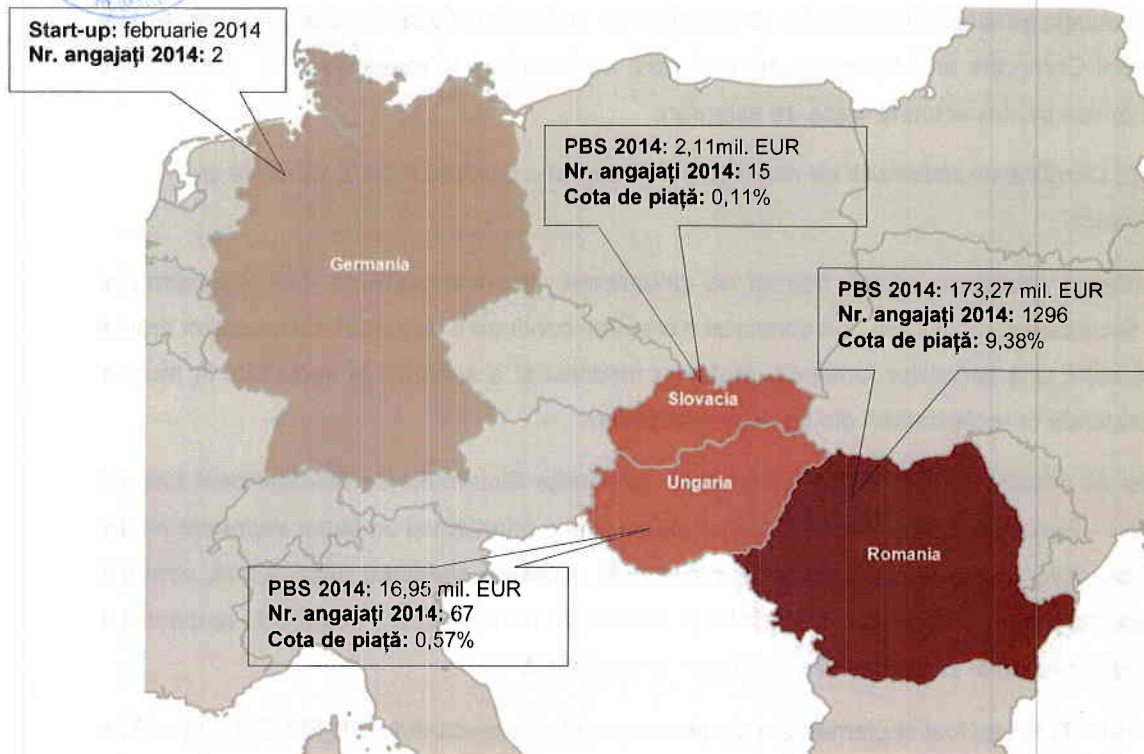 Start-up: februarie 2014
Nr. angajați 2014: 2
PBS 2014: 2,11mil. EUR
Nr. angajați 2014: 15
Cota de piață: 0,11%
Germania
PBS 2014: 173,27 mil. EUR
Nr. angajați 2014: 1296
Cota de piață: 9,38%
Slovacia
Ungaria
Romania
PBS 2014: 16,95 mil. EUR
Nr. angajați 2014: 67
Cota de piață: 0,57%